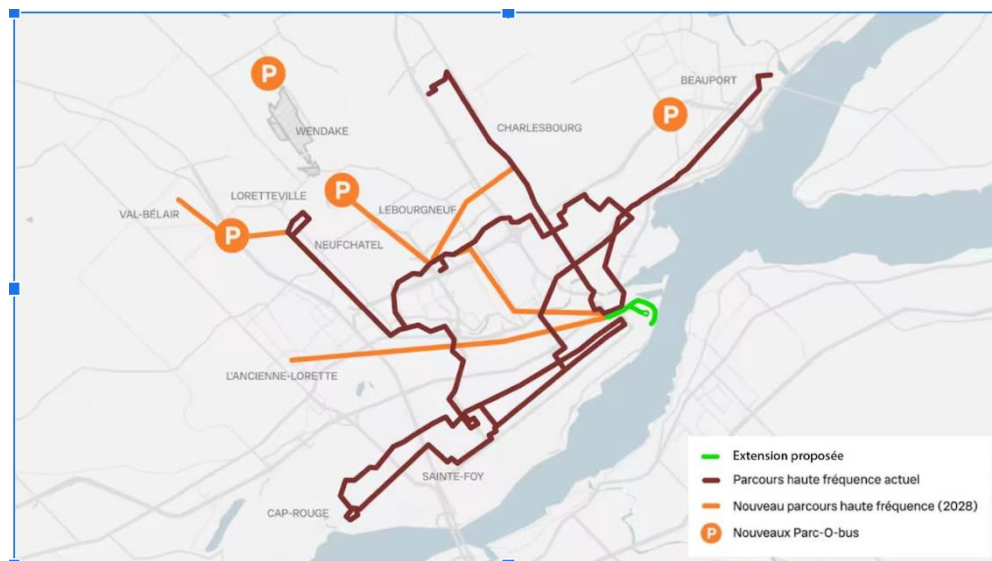 P
BEAUPORT
P
CHARLESBOURG
WENDAKE
P
LORETTEVILLE
LEBOURGNEUF
VAL-BÉLAIR
P
NEUFCHATEL
L'ANCIENNE-LORETTE
SAINTE-FOY
CAP-ROUGE
Extension proposée
Parcours haute fréquence actuel
Nouveau parcours haute fréquence (2028)
P Nouveaux Parc-O-bus